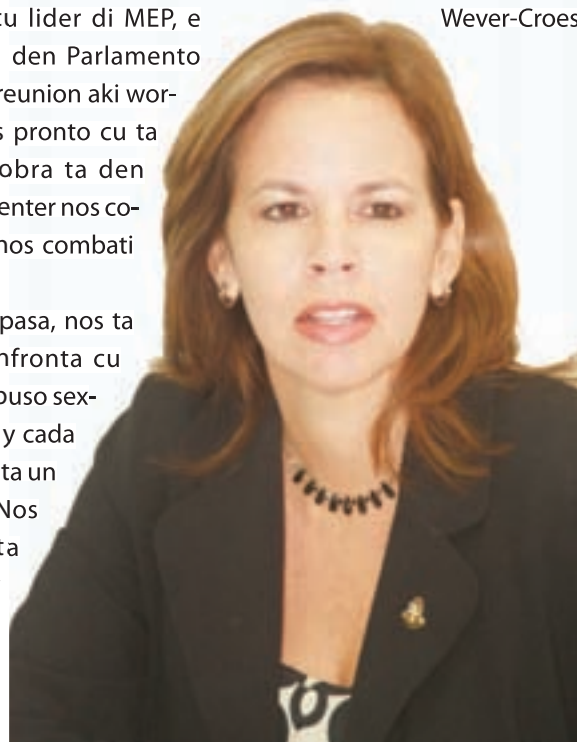 cu lider di MEP, e
den Parlamento
reunion aki wor-
s pronto cu ta
obra ta den
enter nos co-
nos combati
pasa, nos ta
nfronta cu
buso sex-
y cada
ta un
Nos
ta
Wever-Croes